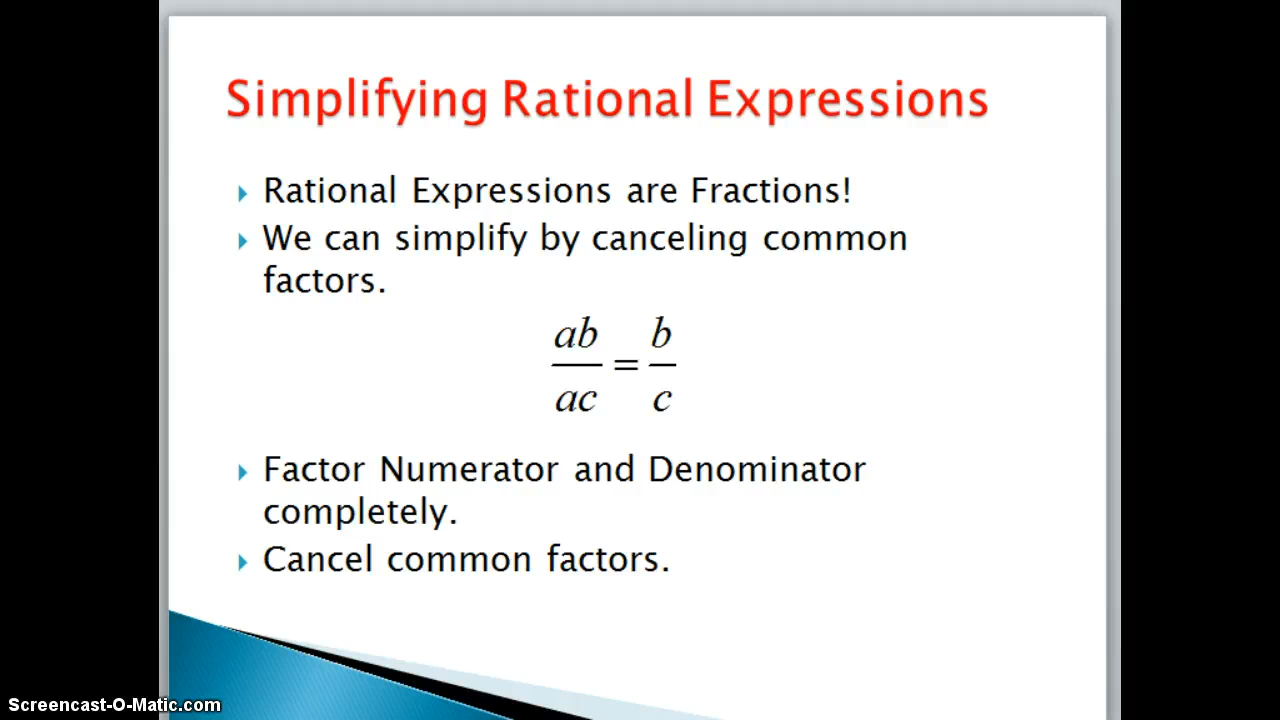 Simplifying Rational Expressions
Rational Expressions are Fractions!
We can simplify by canceling common
factors.
ab/ac = b/c
Factor Numerator and Denominator
completely.
Cancel common factors.
Screencast-O-Matic.com